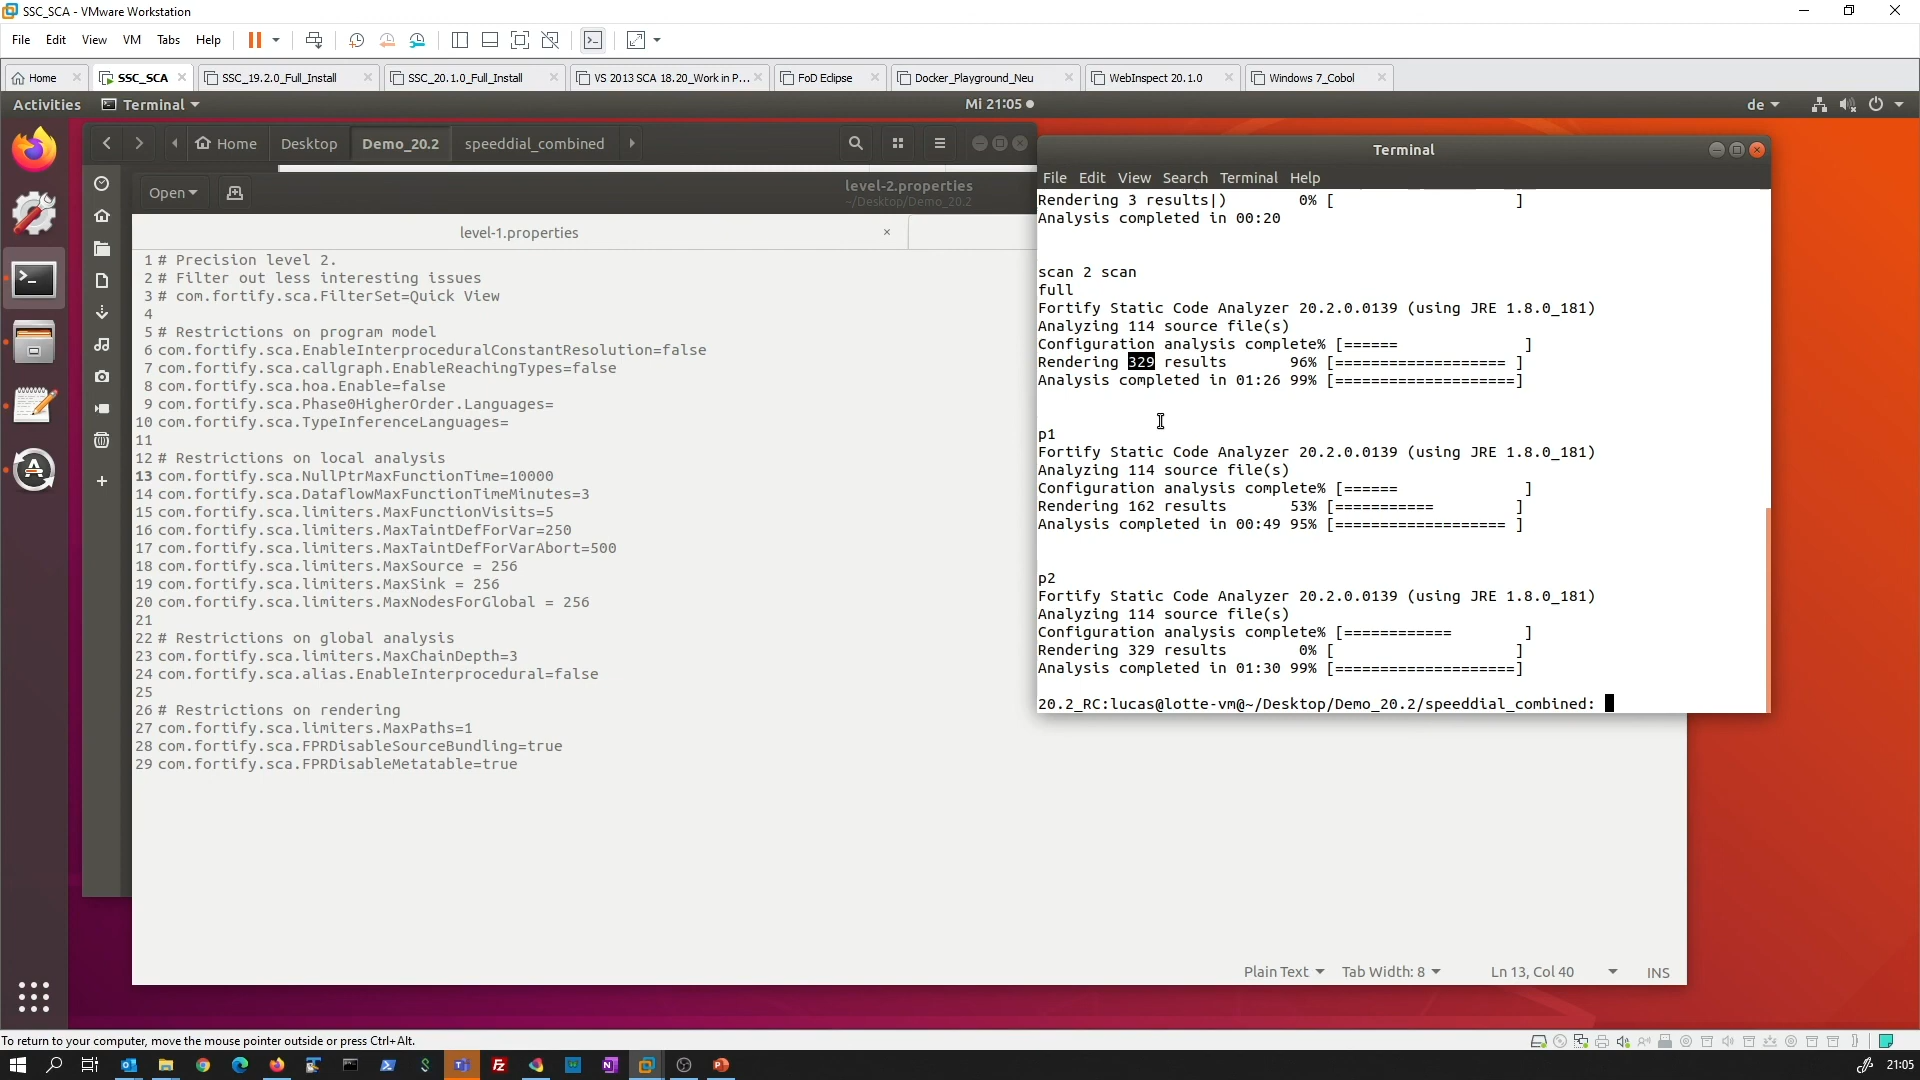 SSC_SCA - VMware Workstation
File Edit View VM Tabs Help
Home SSC_SCA SSC_19.2.0_Full_Install SSC_20.1.0_Full_Install VS 2013 SCA 18.20_Work in P... FoD Eclipse Docker_Playground_Neu WebInspect 20.1.0 Windows 7_Cobol
Activities Terminal Mi 21:05 de
Home Desktop Demo_20.2 speeddial_combined
Open level-2.properties
~/Desktop/Demo_20.2
level-1.properties
1 # Precision level 2.
2 # Filter out less interesting issues
3 # com.fortify.sca.FilterSet=Quick View
4
5 # Restrictions on program model
6 com.fortify.sca.EnableInterproceduralConstantResolution=false
7 com.fortify.sca.callgraph.EnableReachingTypes=false
8 com.fortify.sca.hoa.Enable=false
9 com.fortify.sca.Phase0HigherOrder.Languages=
10 com.fortify.sca.TypeInferenceLanguages=
11
12 # Restrictions on local analysis
13 com.fortify.sca.NullPtrMaxFunctionTime=10000
14 com.fortify.sca.DataflowMaxFunctionTimeMinutes=3
15 com.fortify.sca.limiters.MaxFunctionVisits=5
16 com.fortify.sca.limiters.MaxTaintDefForVar=250
17 com.fortify.sca.limiters.MaxTaintDefForVarAbort=500
18 com.fortify.sca.limiters.MaxSource = 256
19 com.fortify.sca.limiters.MaxSink = 256
20 com.fortify.sca.limiters.MaxNodesForGlobal = 256
21
22 # Restrictions on global analysis
23 com.fortify.sca.limiters.MaxChainDepth=3
24 com.fortify.sca.alias.EnableInterprocedural=false
25
26 # Restrictions on rendering
27 com.fortify.sca.limiters.MaxPaths=1
28 com.fortify.sca.FPRDisableSourceBundling=true
29 com.fortify.sca.FPRDisableMetatable=true
Plain Text Tab Width: 8 Ln 13, Col 40 INS
Terminal
File Edit View Search Terminal Help
Rendering 3 results|) 0% [ ]
Analysis completed in 00:20
scan 2 scan
full
Fortify Static Code Analyzer 20.2.0.0139 (using JRE 1.8.0_181)
Analyzing 114 source file(s)
Configuration analysis complete% [====== ]
Rendering 329 results 96% [=================== ]
Analysis completed in 01:26 99% [====================]
p1
Fortify Static Code Analyzer 20.2.0.0139 (using JRE 1.8.0_181)
Analyzing 114 source file(s)
Configuration analysis complete% [====== ]
Rendering 162 results 53% [=========== ]
Analysis completed in 00:49 95% [=================== ]
p2
Fortify Static Code Analyzer 20.2.0.0139 (using JRE 1.8.0_181)
Analyzing 114 source file(s)
Configuration analysis complete% [============ ]
Rendering 329 results 0% [ ]
Analysis completed in 01:30 99% [====================]
20.2_RC:lucas@lotte-vm@~/Desktop/Demo_20.2/speeddial_combined:
To return to your computer, move the mouse pointer outside or press Ctrl+Alt.
21:05